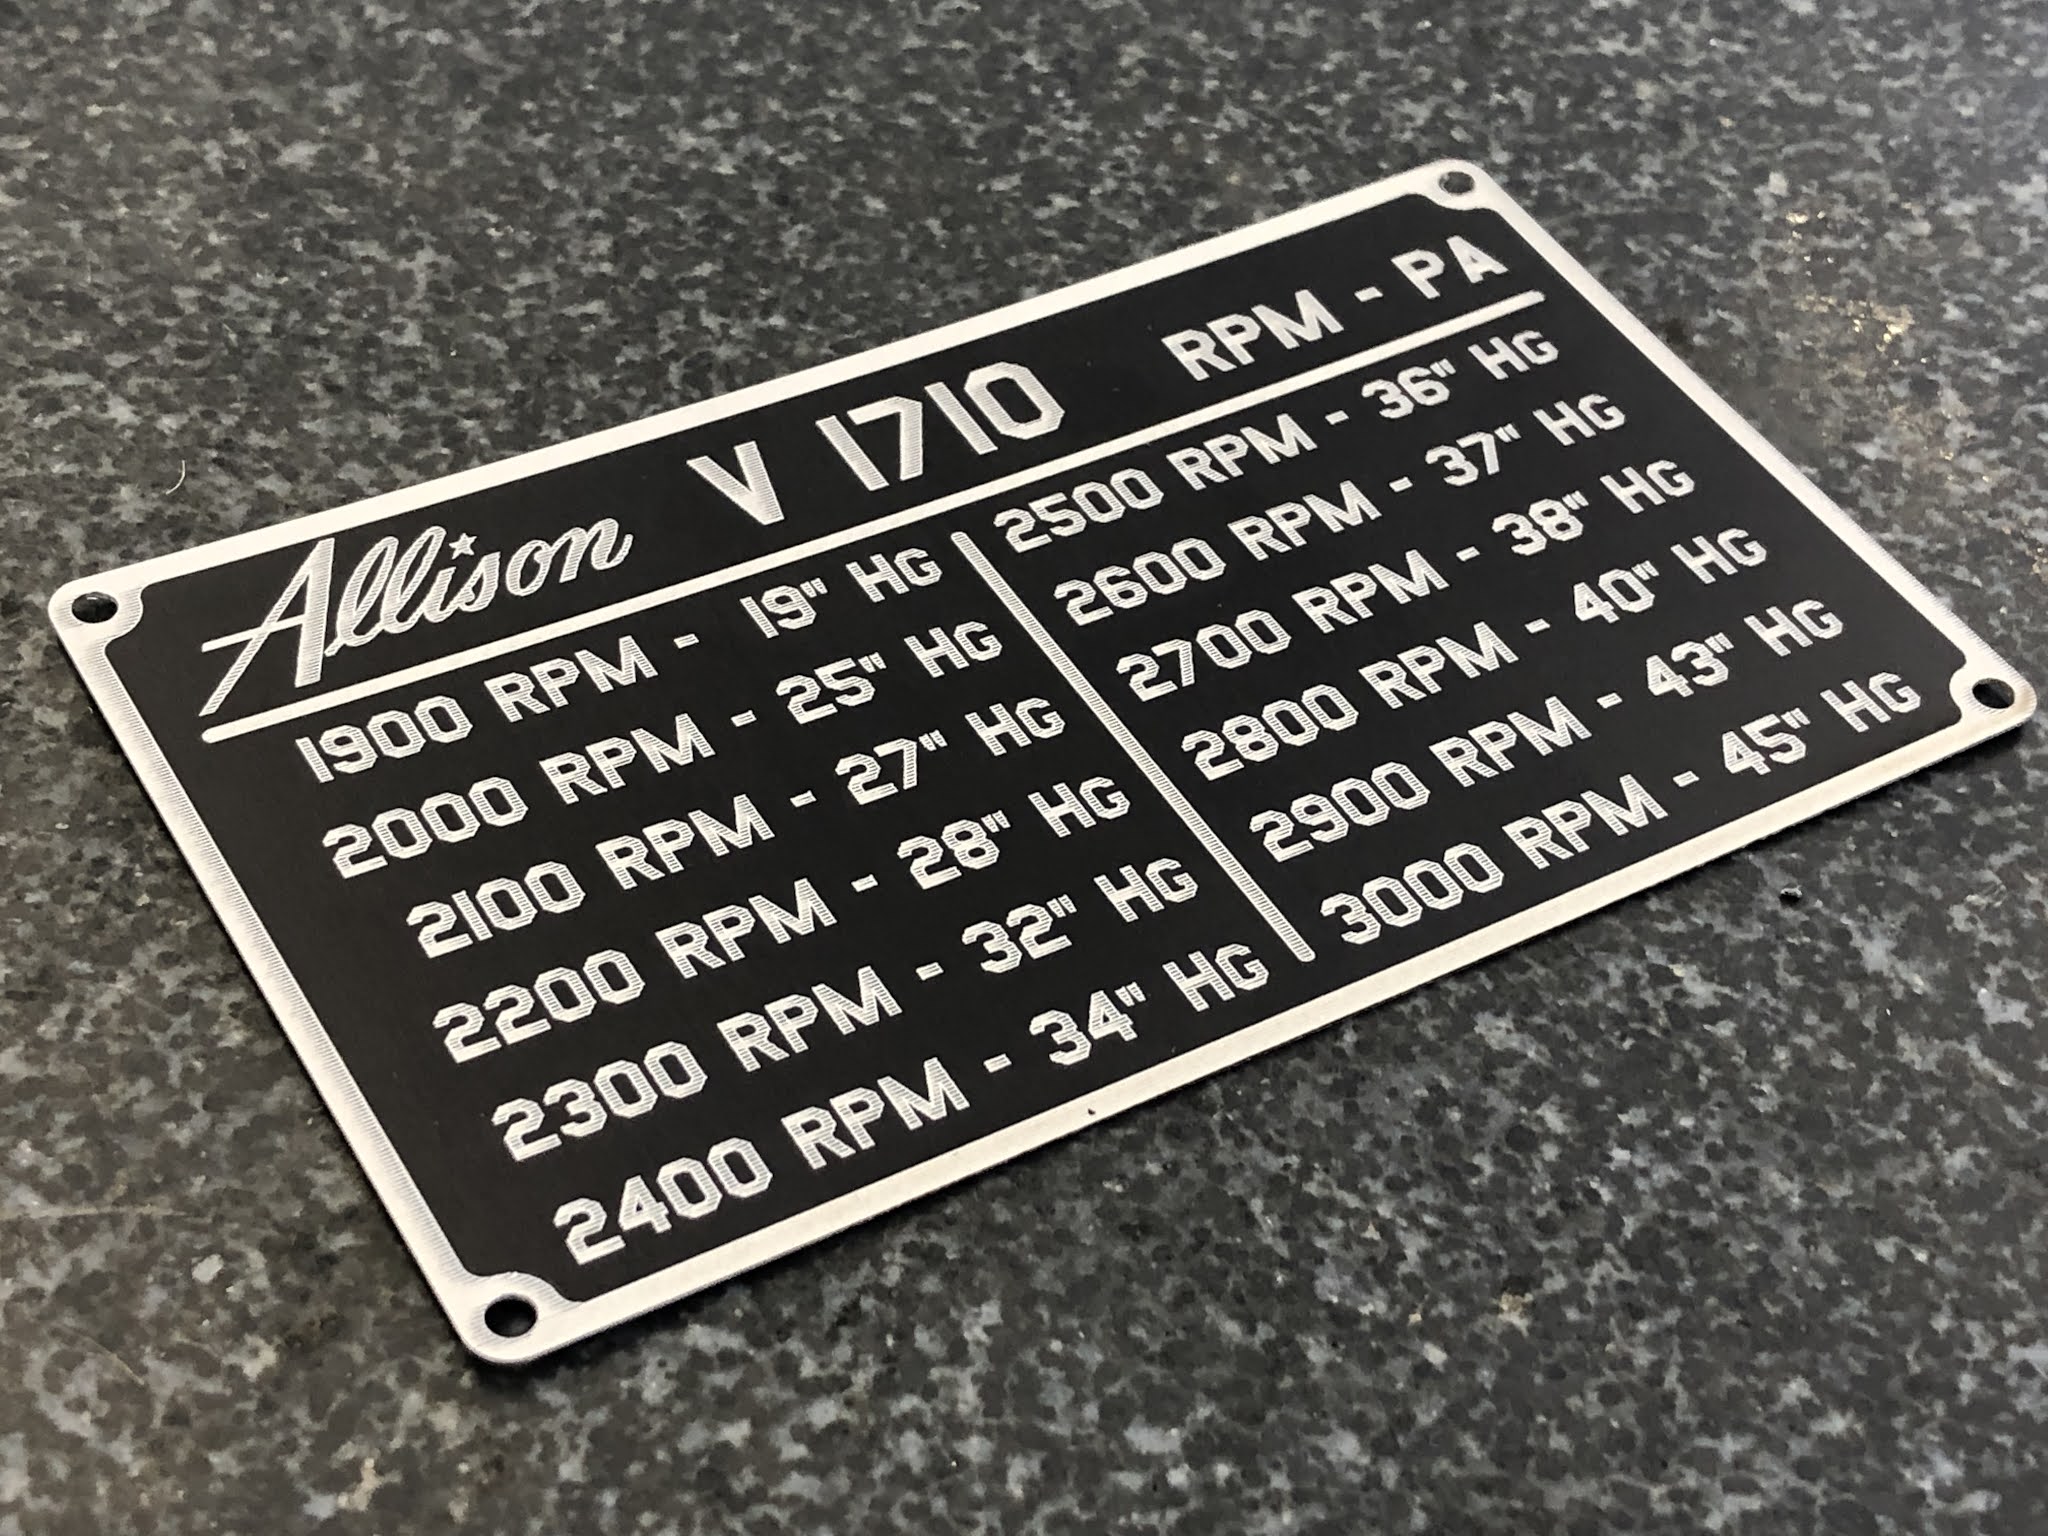 Allison V 1710 RPM - PA
1900 RPM - 19" HG
2000 RPM - 25" HG
2100 RPM - 27" HG
2200 RPM - 28" HG
2300 RPM - 32" HG
2400 RPM - 34" HG
2500 RPM - 36" HG
2600 RPM - 37" HG
2700 RPM - 38" HG
2800 RPM - 40" HG
2900 RPM - 43" HG
3000 RPM - 45" HG